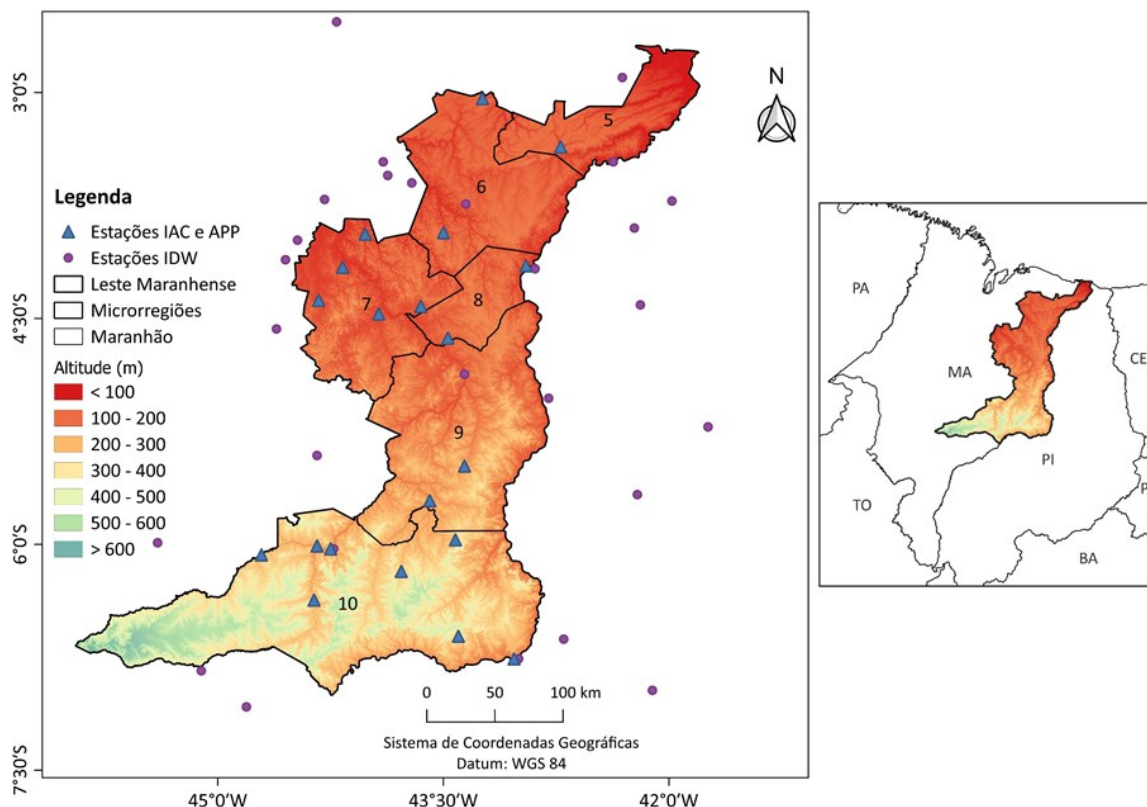 3°0'S
4°30'S
6°0'S
7°30'S
45°0'W
43°30'W
42°0'W
N
5
6
7
8
9
10
Legenda
Estações IAC e APP
Estações IDW
Leste Maranhense
Microrregiões
Maranhão
Altitude (m)
< 100
100 - 200
200 - 300
300 - 400
400 - 500
500 - 600
> 600
0 50 100 km
Sistema de Coordenadas Geográficas
Datum: WGS 84
PA
MA
CE
PI
P
TO
BA